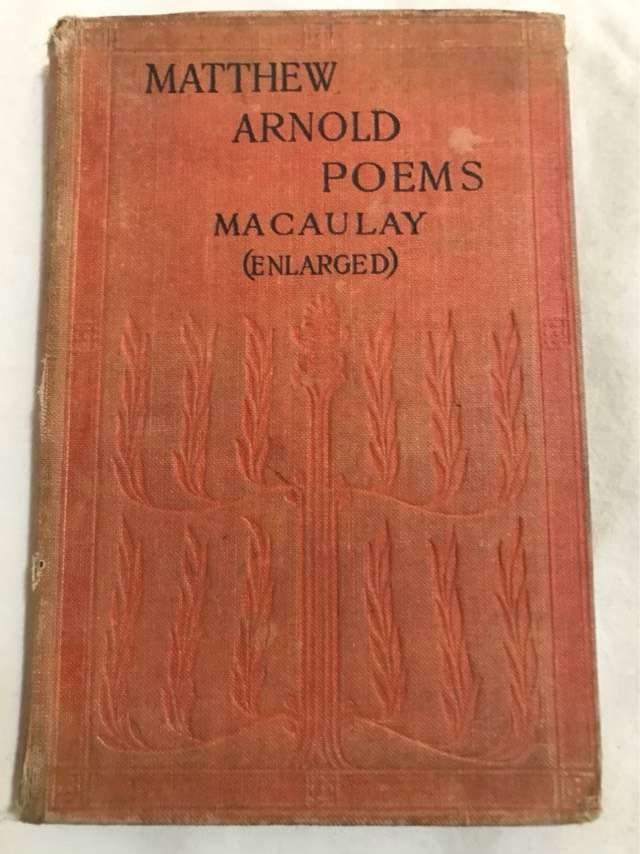 MATTHEW
ARNOLD
POEMS
MACAULAY
(ENLARGED)